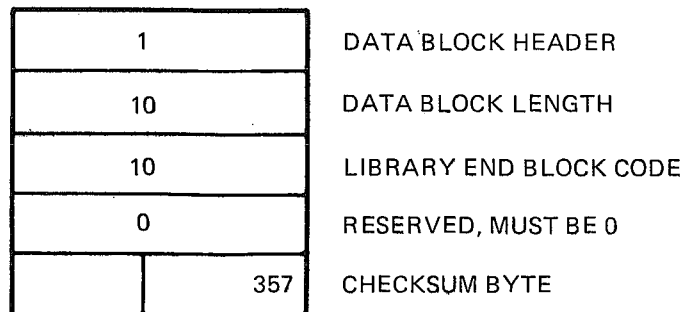 1 DATA BLOCK HEADER
10 DATA BLOCK LENGTH
10 LIBRARY END BLOCK CODE
0 RESERVED, MUST BE 0
357 CHECKSUM BYTE